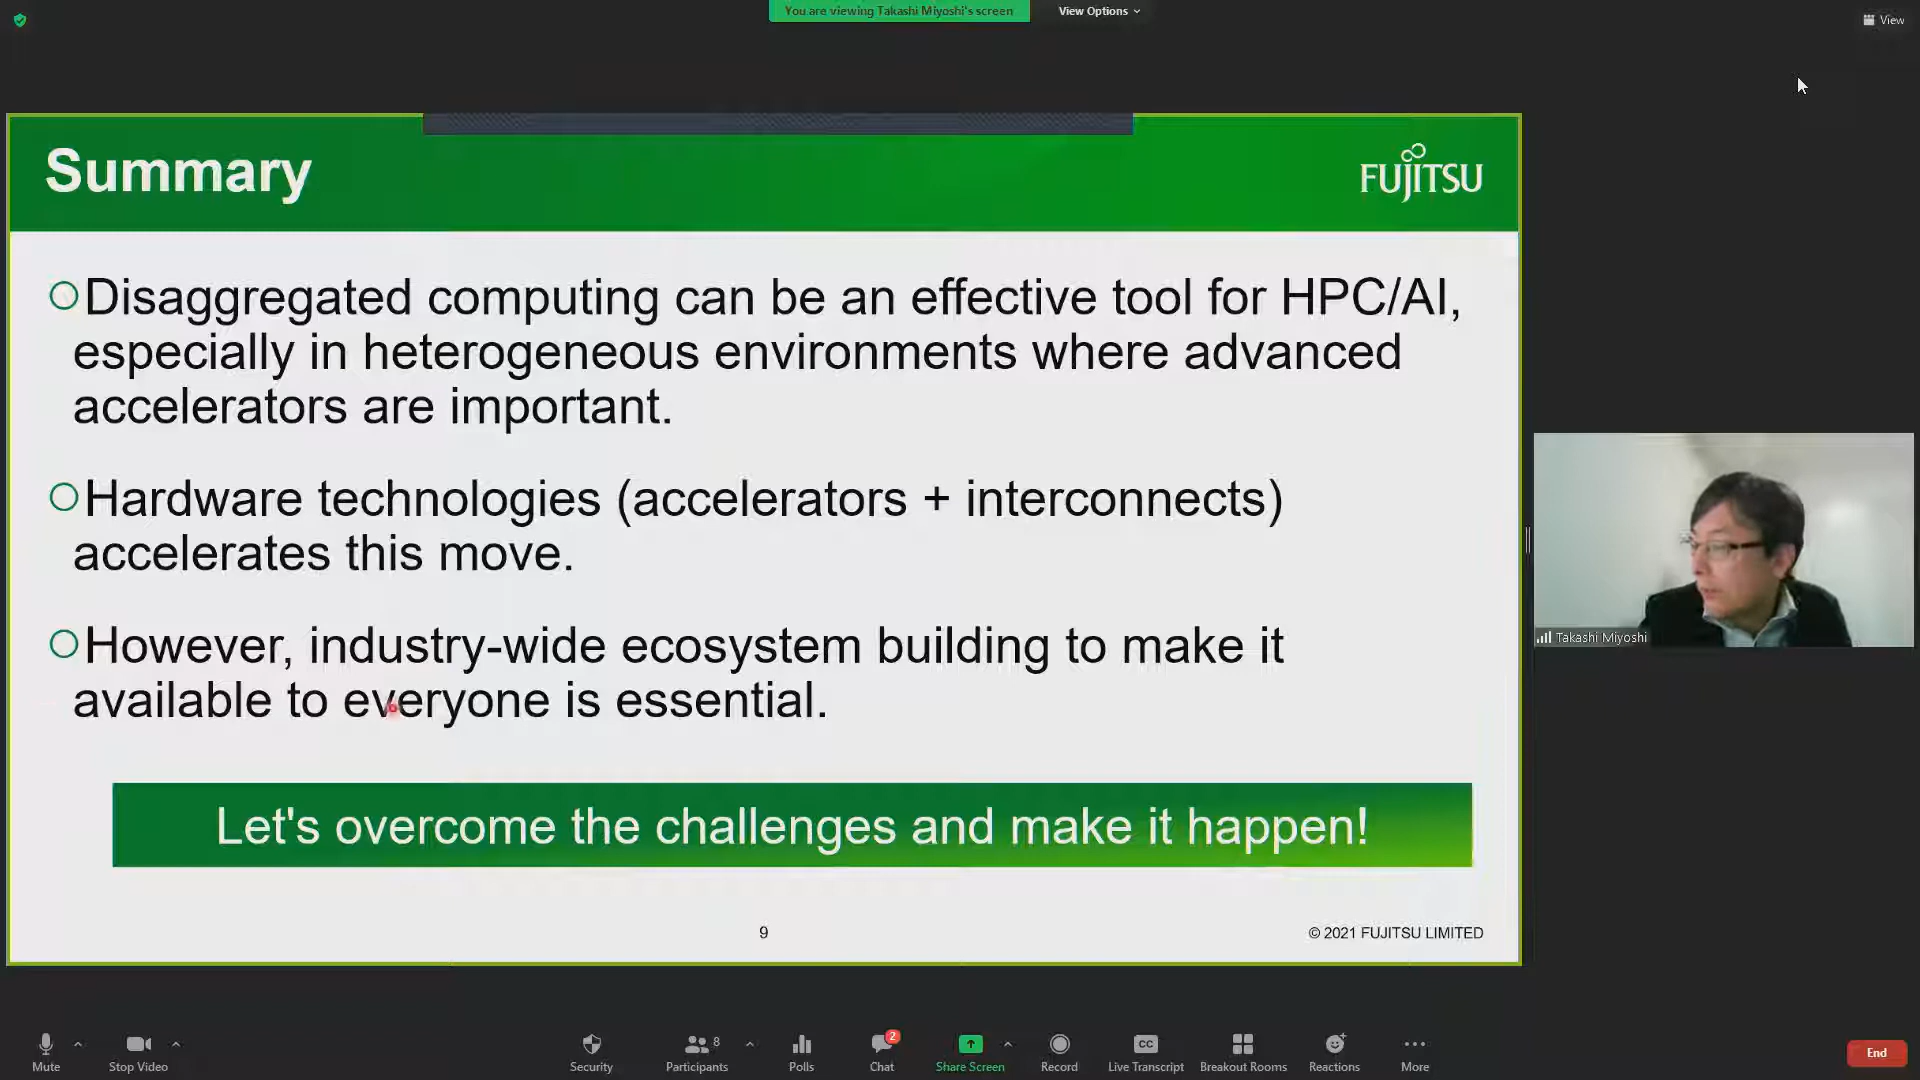 You are viewing Takashi Miyoshi's screen
View Options
View
Summary
FUJITSU
Disaggregated computing can be an effective tool for HPC/AI,
especially in heterogeneous environments where advanced
accelerators are important.
Hardware technologies (accelerators + interconnects)
accelerates this move.
However, industry-wide ecosystem building to make it
available to everyone is essential.
Let's overcome the challenges and make it happen!
9
© 2021 FUJITSU LIMITED
Takashi Miyoshi
Mute
Stop Video
Security
8
Participants
Polls
2
Chat
Share Screen
Record
CC
Live Transcript
Breakout Rooms
Reactions
More
End